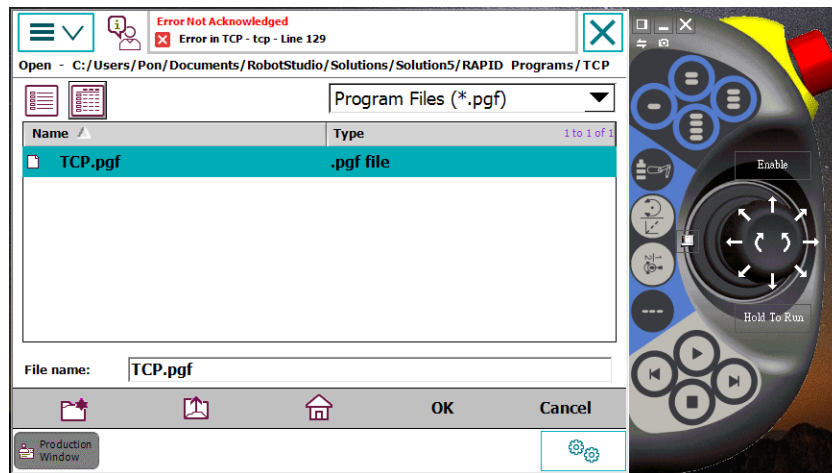 Error Not Acknowledged
Error in TCP - tcp - Line 129
Open - C:/Users/Pon/Documents/RobotStudio/Solutions/Solution5/RAPID Programs/TCP
Program Files (*.pgf)
Name Type 1 to 1 of 1
TCP.pgf .pgf file
File name: TCP.pgf
OK Cancel
Production
Window
Enable
Hold To Run